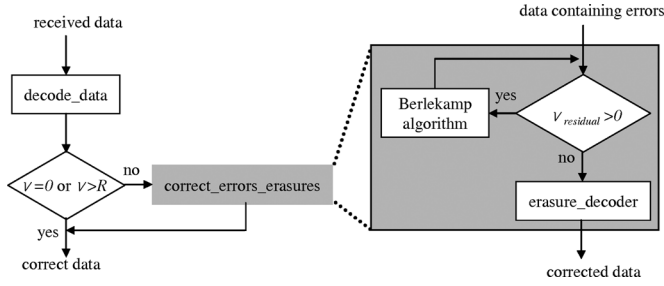 received data
decode_data
ν=0 or ν>R
no
correct_errors_erasures
yes
correct data
data containing errors
Berlekamp
algorithm
yes
ν residual >0
no
erasure_decoder
corrected data